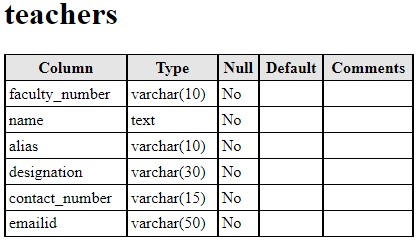 teachers
Column Type Null Default Comments
faculty_number varchar(10) No
name text No
alias varchar(10) No
designation varchar(30) No
contact_number varchar(15) No
emailid varchar(50) No